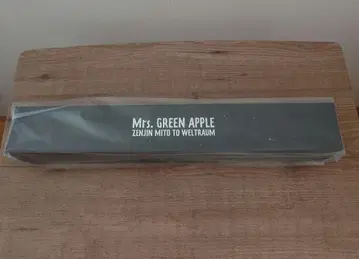 Mrs. GREEN APPLE
ZENJIN MITO TO WELTRAUM